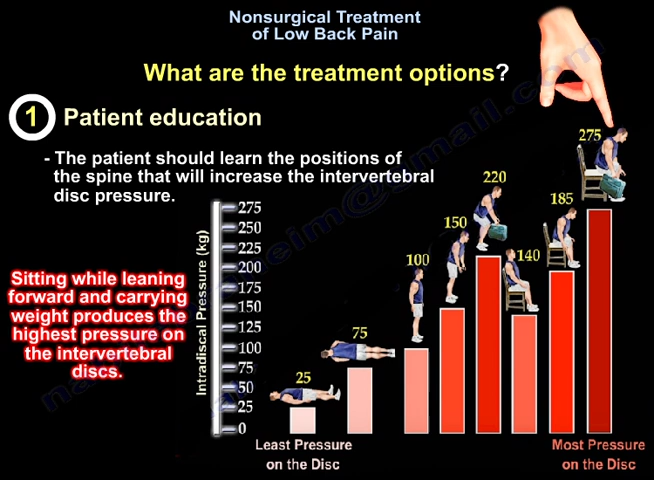 Nonsurgical Treatment
of Low Back Pain
What are the treatment options?
1 Patient education
- The patient should learn the positions of
the spine that will increase the intervertebral
disc pressure.
Sitting while leaning
forward and carrying
weight produces the
highest pressure on
the intervertebral
discs.
Intradiscal Pressure (kg)
275
250
225
200
175
150
125
100
75
50
25
0
25
75
100
150
220
140
185
275
Least Pressure
on the Disc
Most Pressure
on the Disc